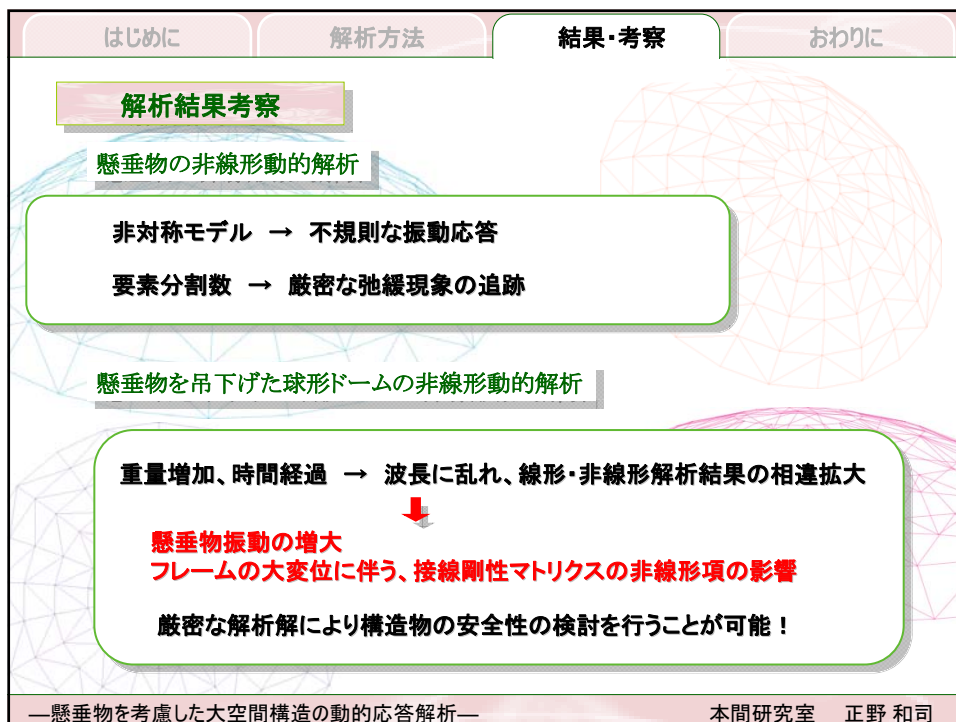 はじめに
解析方法
結果・考察
おわりに
解析結果考察
懸垂物の非線形動的解析
非対称モデル → 不規則な振動応答
要素分割数 → 厳密な弛緩現象の追跡
懸垂物を吊下げた球形ドームの非線形動的解析
重量増加、時間経過 → 波長に乱れ、線形・非線形解析結果の相違拡大
懸垂物振動の増大
フレームの大変位に伴う、接線剛性マトリクスの非線形項の影響
厳密な解析解により構造物の安全性の検討を行うことが可能！
―懸垂物を考慮した大空間構造の動的応答解析―
本間研究室 正野 和司